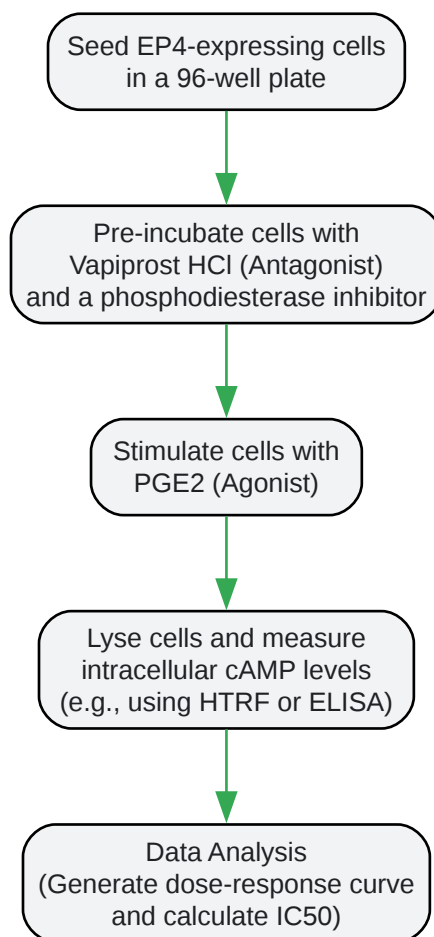 Seed EP4-expressing cells
in a 96-well plate
Pre-incubate cells with
Vapiprost HCl (Antagonist)
and a phosphodiesterase inhibitor
Stimulate cells with
PGE2 (Agonist)
Lyse cells and measure
intracellular cAMP levels
(e.g., using HTRF or ELISA)
Data Analysis
(Generate dose-response curve
and calculate IC50)